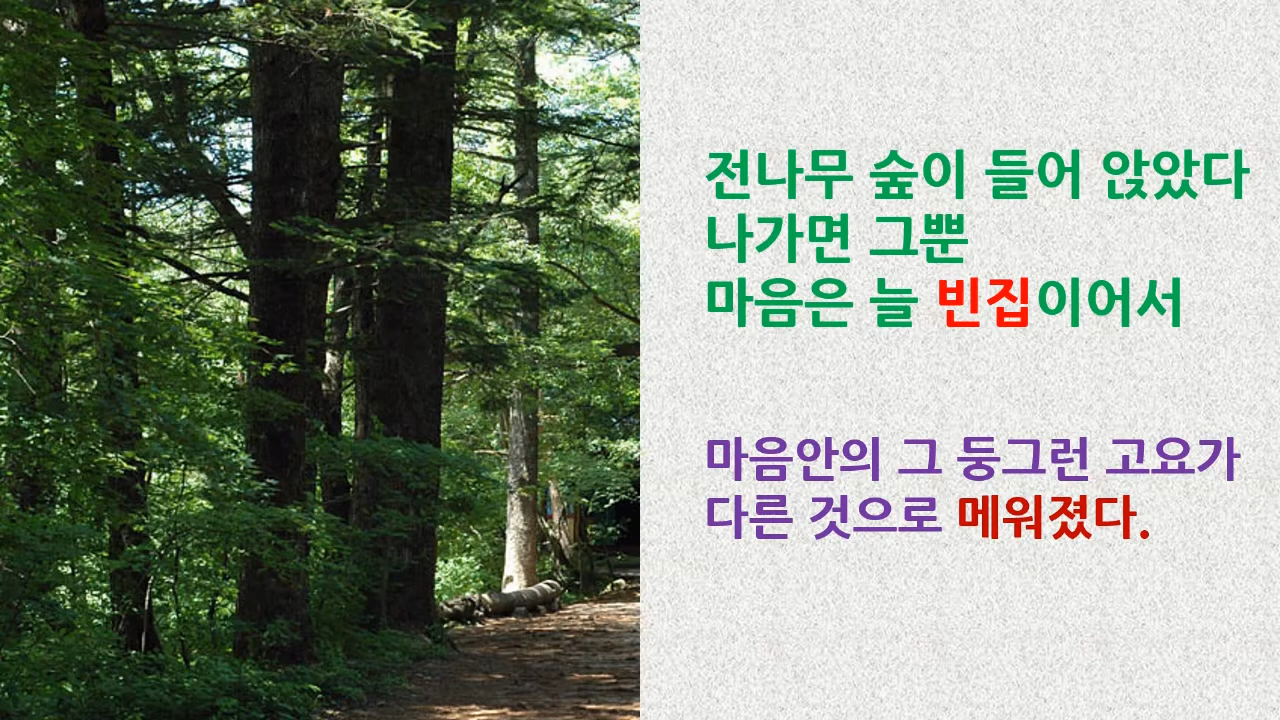 전나무 숲이 들어 앉았다
나가면 그뿐
마음은 늘 빈집이어서
마음안의 그 둥그런 고요가
다른 것으로 메워졌다.